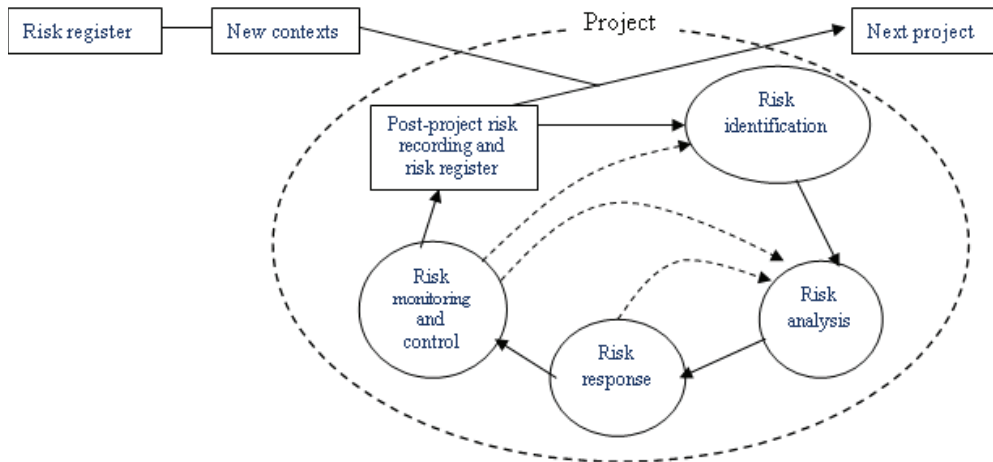 Project
Risk register
New contexts
Next project
Post-project risk
recording and
risk register
Risk
identification
Risk
monitoring
and
control
Risk
analysis
Risk
response